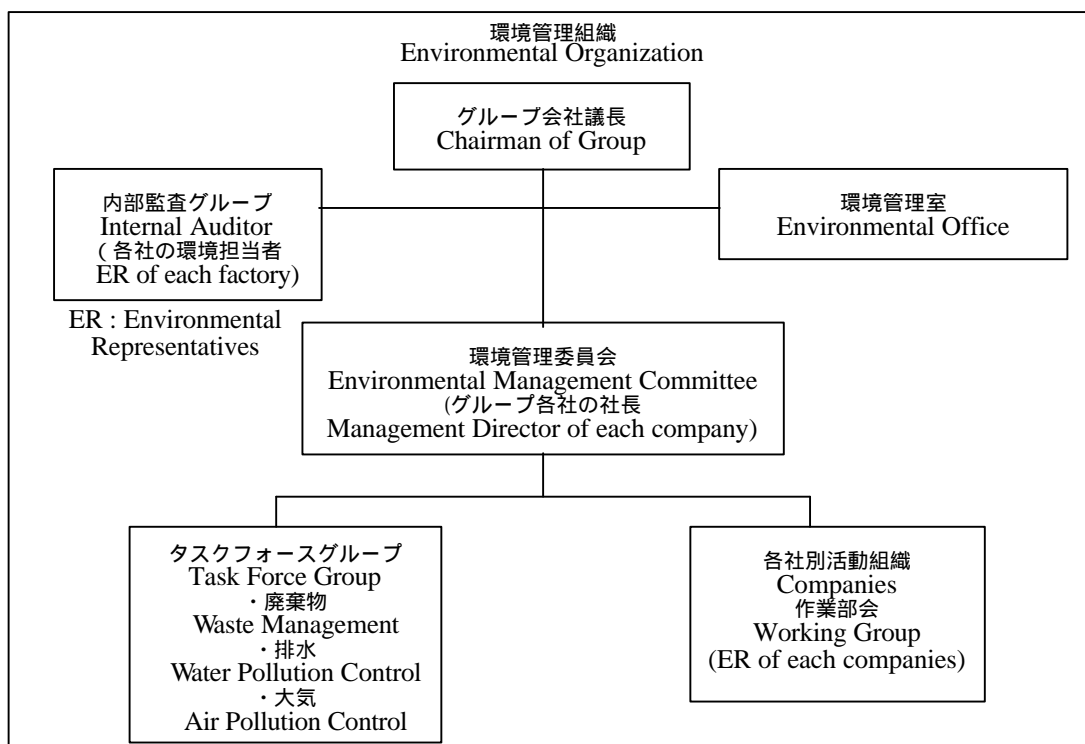 環境管理組織
Environmental Organization
グループ会社議長
Chairman of Group
内部監査グループ
Internal Auditor
(各社の環境担当者
ER of each factory)
環境管理室
Environmental Office
ER : Environmental
Representatives
環境管理委員会
Environmental Management Committee
(グループ各社の社長
Management Director of each company)
タスクフォースグループ
Task Force Group
・廃棄物
Waste Management
・排水
Water Pollution Control
・大気
Air Pollution Control
各社別活動組織
Companies
作業部会
Working Group
(ER of each companies)